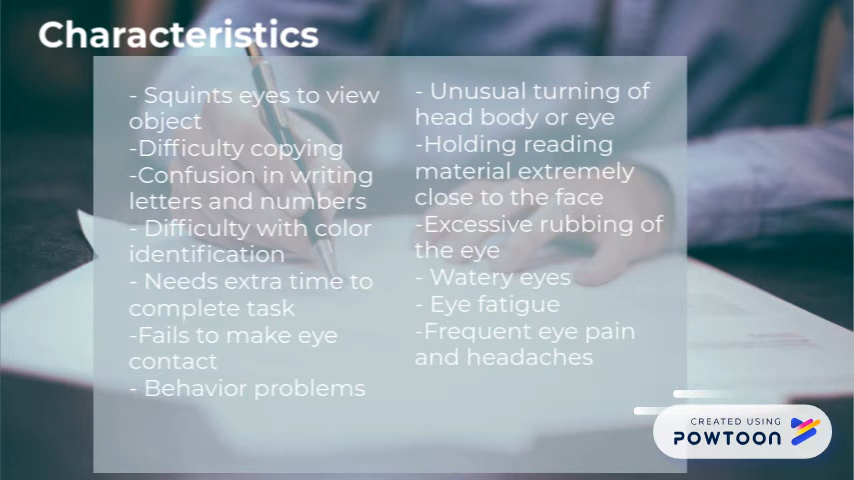 Characteristics
- Squints eyes to view
object
-Difficulty copying
-Confusion in writing
letters and numbers
- Difficulty with color
identification
- Needs extra time to
complete task
-Fails to make eye
contact
- Behavior problems
- Unusual turning of
head body or eye
-Holding reading
material extremely
close to the face
-Excessive rubbing of
the eye
- Watery eyes
- Eye fatigue
-Frequent eye pain
and headaches
CREATED USING
POWTOON